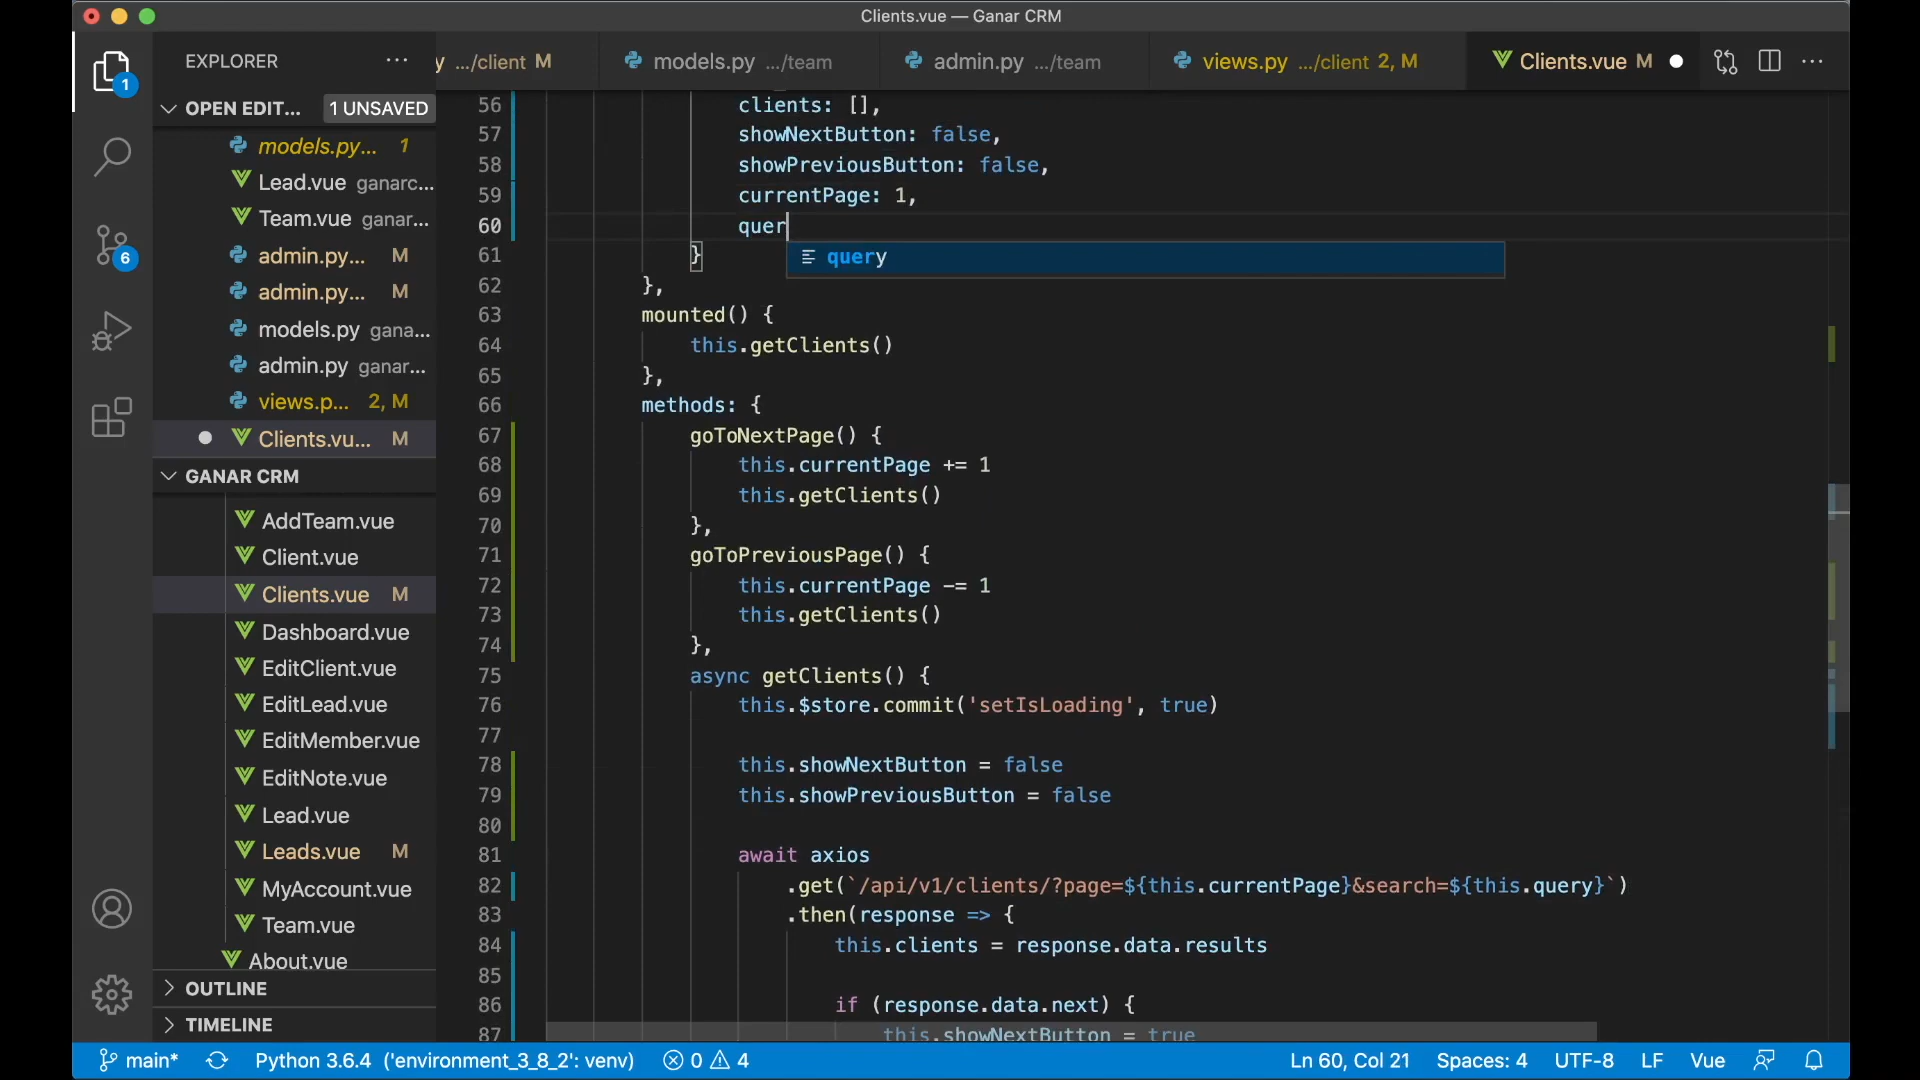 Clients.vue — Ganar CRM
EXPLORER
y .../client M
models.py .../team
admin.py .../team
views.py .../client 2, M
Clients.vue M
OPEN EDIT... 1 UNSAVED
models.py... 1
Lead.vue ganarc...
Team.vue ganar...
admin.py... M
admin.py... M
models.py gana...
admin.py ganar...
views.p... 2, M
Clients.vu... M
GANAR CRM
AddTeam.vue
Client.vue
Clients.vue M
Dashboard.vue
EditClient.vue
EditLead.vue
EditMember.vue
EditNote.vue
Lead.vue
Leads.vue M
MyAccount.vue
Team.vue
About.vue
OUTLINE
TIMELINE
1
6
56 clients: [],
57 showNextButton: false,
58 showPreviousButton: false,
59 currentPage: 1,
60 quer
query
61 }
62 },
63 mounted() {
64 this.getClients()
65 },
66 methods: {
67 goToNextPage() {
68 this.currentPage += 1
69 this.getClients()
70 },
71 goToPreviousPage() {
72 this.currentPage -= 1
73 this.getClients()
74 },
75 async getClients() {
76 this.$store.commit('setIsLoading', true)
77
78 this.showNextButton = false
79 this.showPreviousButton = false
80
81 await axios
82 .get(`/api/v1/clients/?page=${this.currentPage}&search=${this.query}`)
83 .then(response => {
84 this.clients = response.data.results
85
86 if (response.data.next) {
87 this.showNextButton = true
main* Python 3.6.4 ('environment_3_8_2': venv) 0 4 Ln 60, Col 21 Spaces: 4 UTF-8 LF Vue